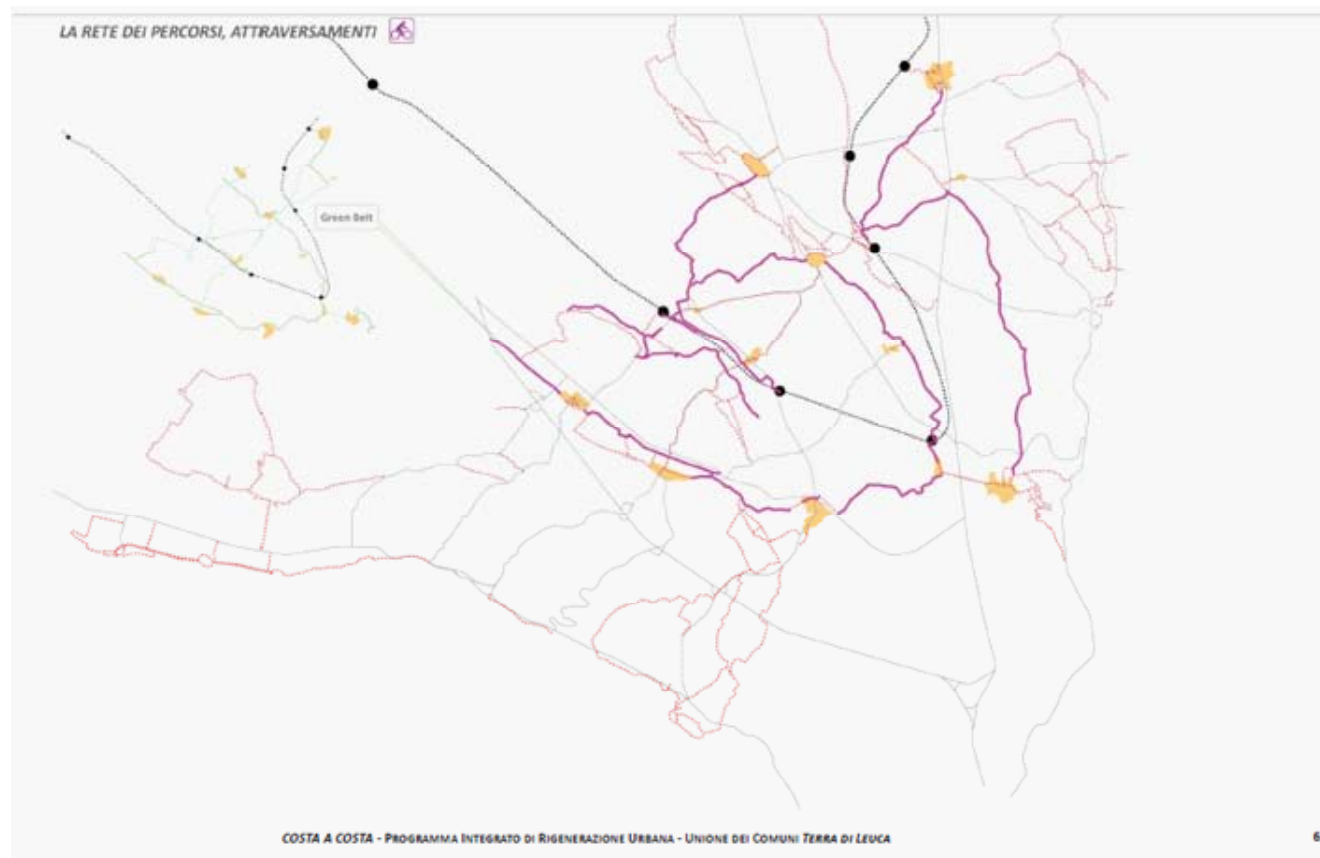 LA RETE DEI PERCORSI, ATTRAVERSAMENTI
Green Belt
COSTA A COSTA - PROGRAMMA INTEGRATO DI RIGENERAZIONE URBANA - UNIONE DEI COMUNI TERRA DI LEUCA
6